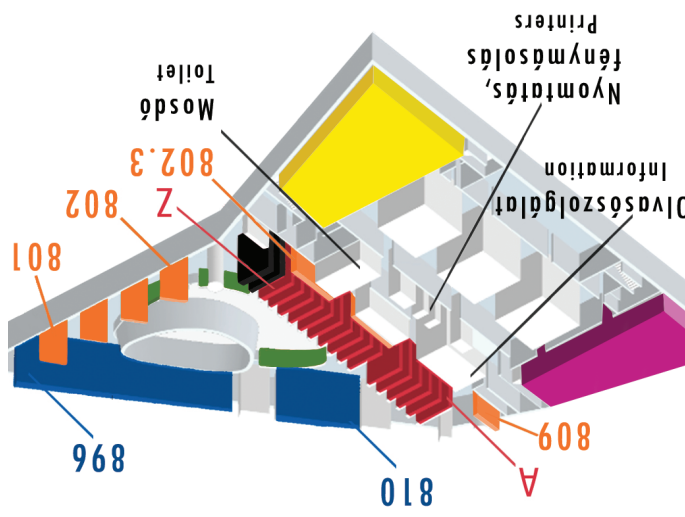 810
A
896
809
801
802
Z
802.3
Olvasószolgálat
Information
Mosdó
Toilet
Nyomtatás,
fénymásolás
Printers